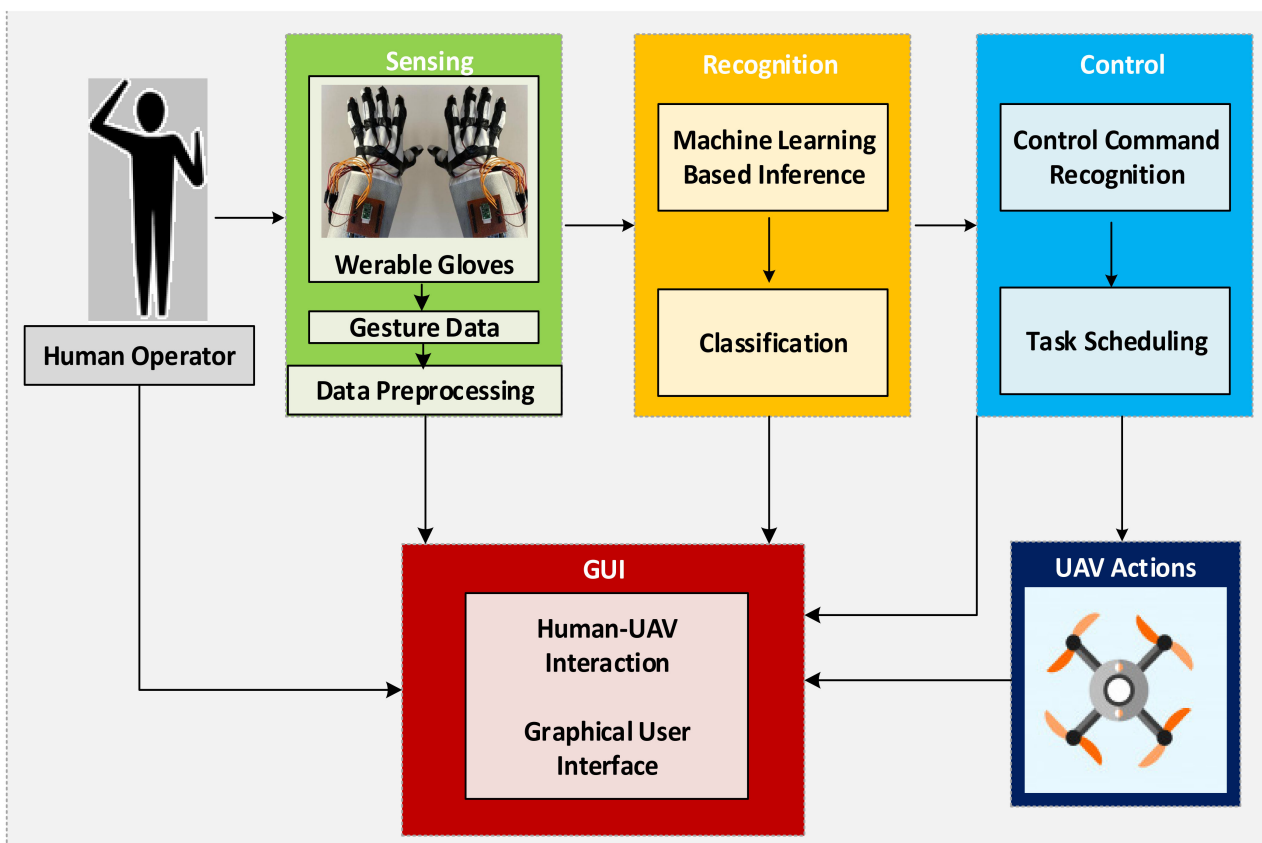 Sensing
Werable Gloves
Gesture Data
Data Preprocessing
Human Operator
Recognition
Machine Learning
Based Inference
Classification
Control
Control Command
Recognition
Task Scheduling
GUI
Human-UAV
Interaction
Graphical User
Interface
UAV Actions